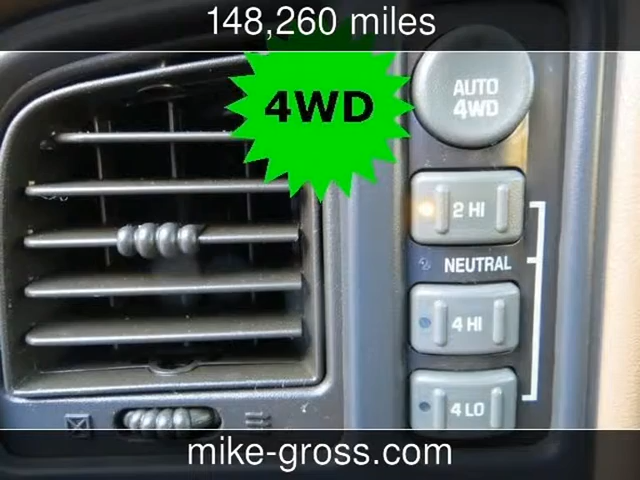 148,260 miles
4WD
AUTO
4WD
2 HI
NEUTRAL
4 HI
4 LO
mike-gross.com